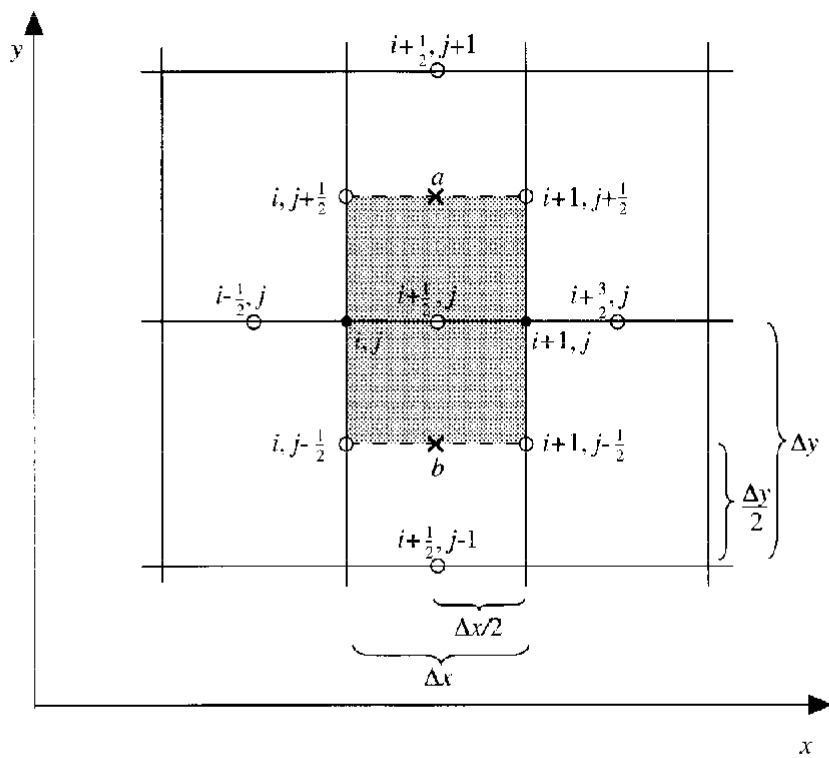 y
i+½, j+1
a
i, j+½
i+1, j+½
i-½, j
i+½, j
i+3/2, j
i, j
i+1, j
Δy
i, j-½
b
i+1, j-½
Δy/2
i+½, j-1
Δx/2
Δx
x